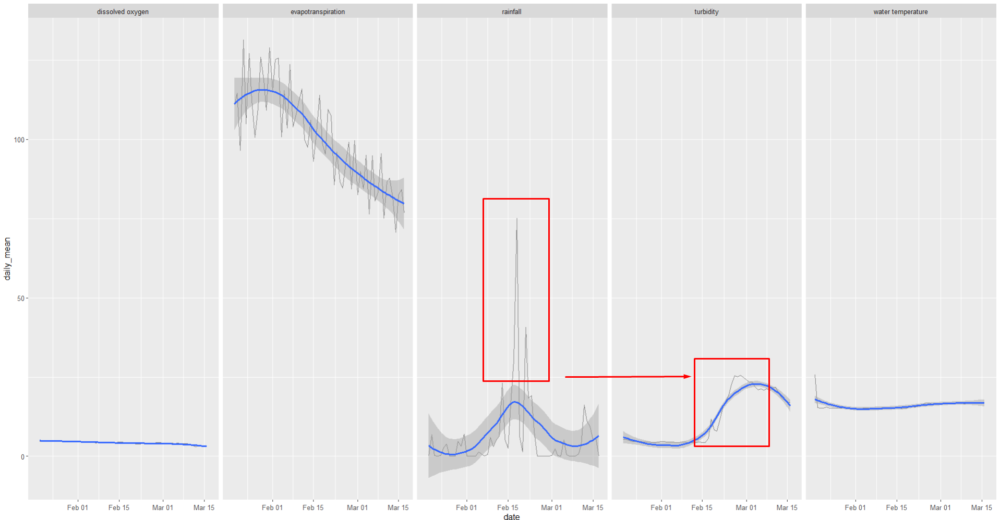 dissolved oxygen
evapotranspiration
rainfall
turbidity
water temperature
100
50
0
daily_mean
Feb 01 Feb 15 Mar 01 Mar 15
Feb 01 Feb 15 Mar 01 Mar 15
Feb 01 Feb 15 Mar 01 Mar 15
Feb 01 Feb 15 Mar 01 Mar 15
Feb 01 Feb 15 Mar 01 Mar 15
date